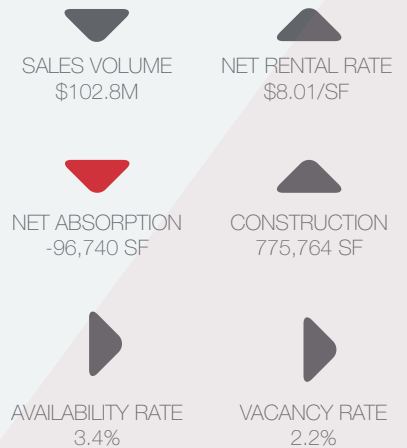 SALES VOLUME
$102.8M
NET RENTAL RATE
$8.01/SF
NET ABSORPTION
-96,740 SF
CONSTRUCTION
775,764 SF
AVAILABILITY RATE
3.4%
VACANCY RATE
2.2%